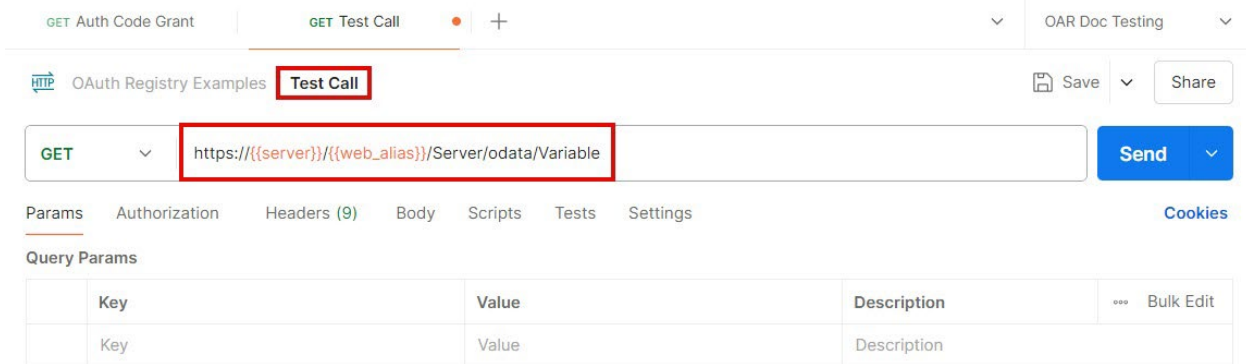 GET Auth Code Grant GET Test Call OAR Doc Testing
HTTP OAuth Registry Examples Test Call Save Share
GET https://{{server}}/{{web_alias}}/Server/odata/Variable Send
Params Authorization Headers (9) Body Scripts Tests Settings Cookies
Query Params
Key Value Description Bulk Edit
Key Value Description